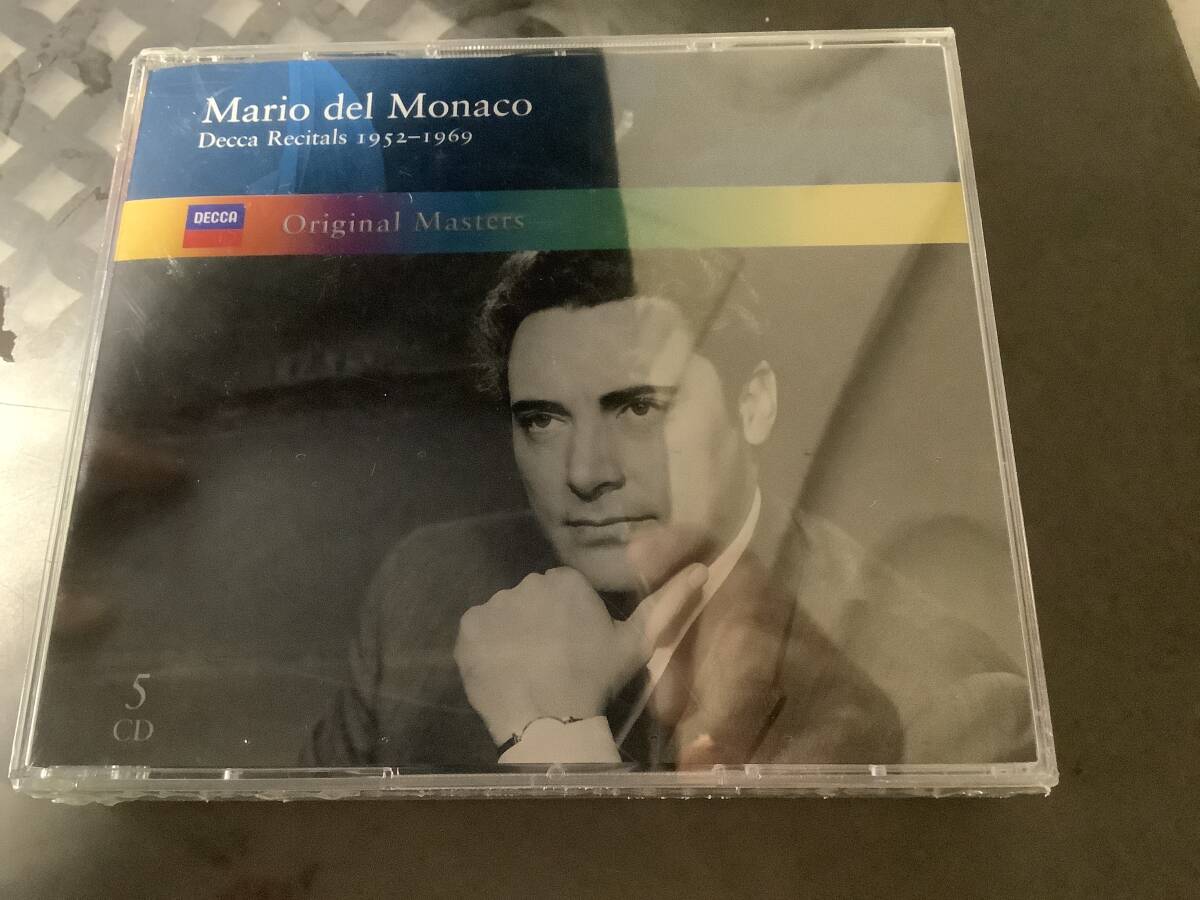 Mario del Monaco
Decca Recitals 1952–1969
DECCA
Original Masters
5
CD